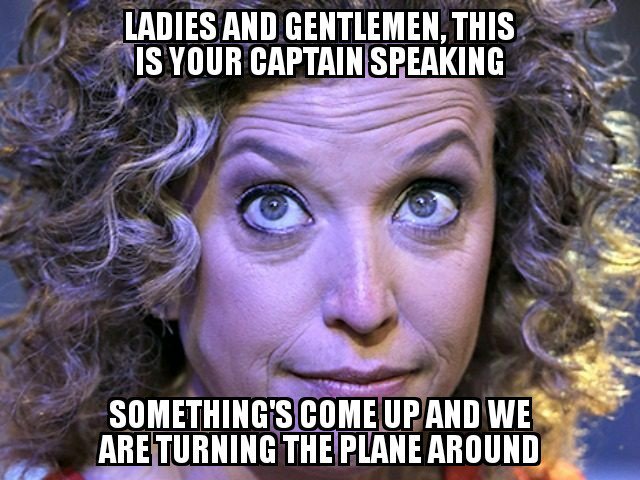 LADIES AND GENTLEMEN, THIS
IS YOUR CAPTAIN SPEAKING
SOMETHING'S COME UP AND WE
ARE TURNING THE PLANE AROUND